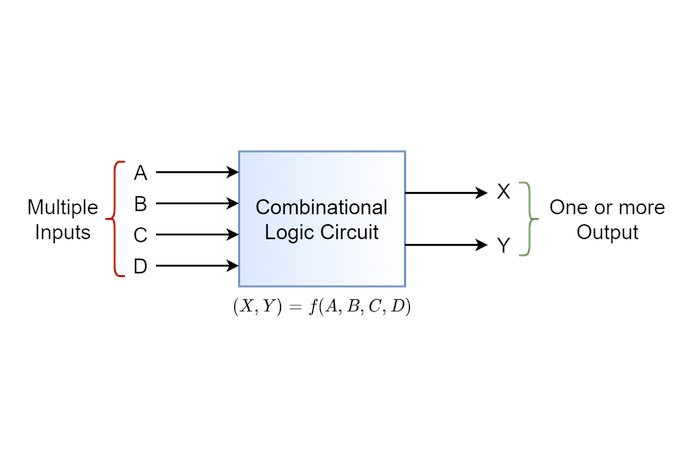 Multiple
Inputs
A
B
C
D
Combinational
Logic Circuit
X
Y
One or more
Output
(X, Y) = f(A, B, C, D)